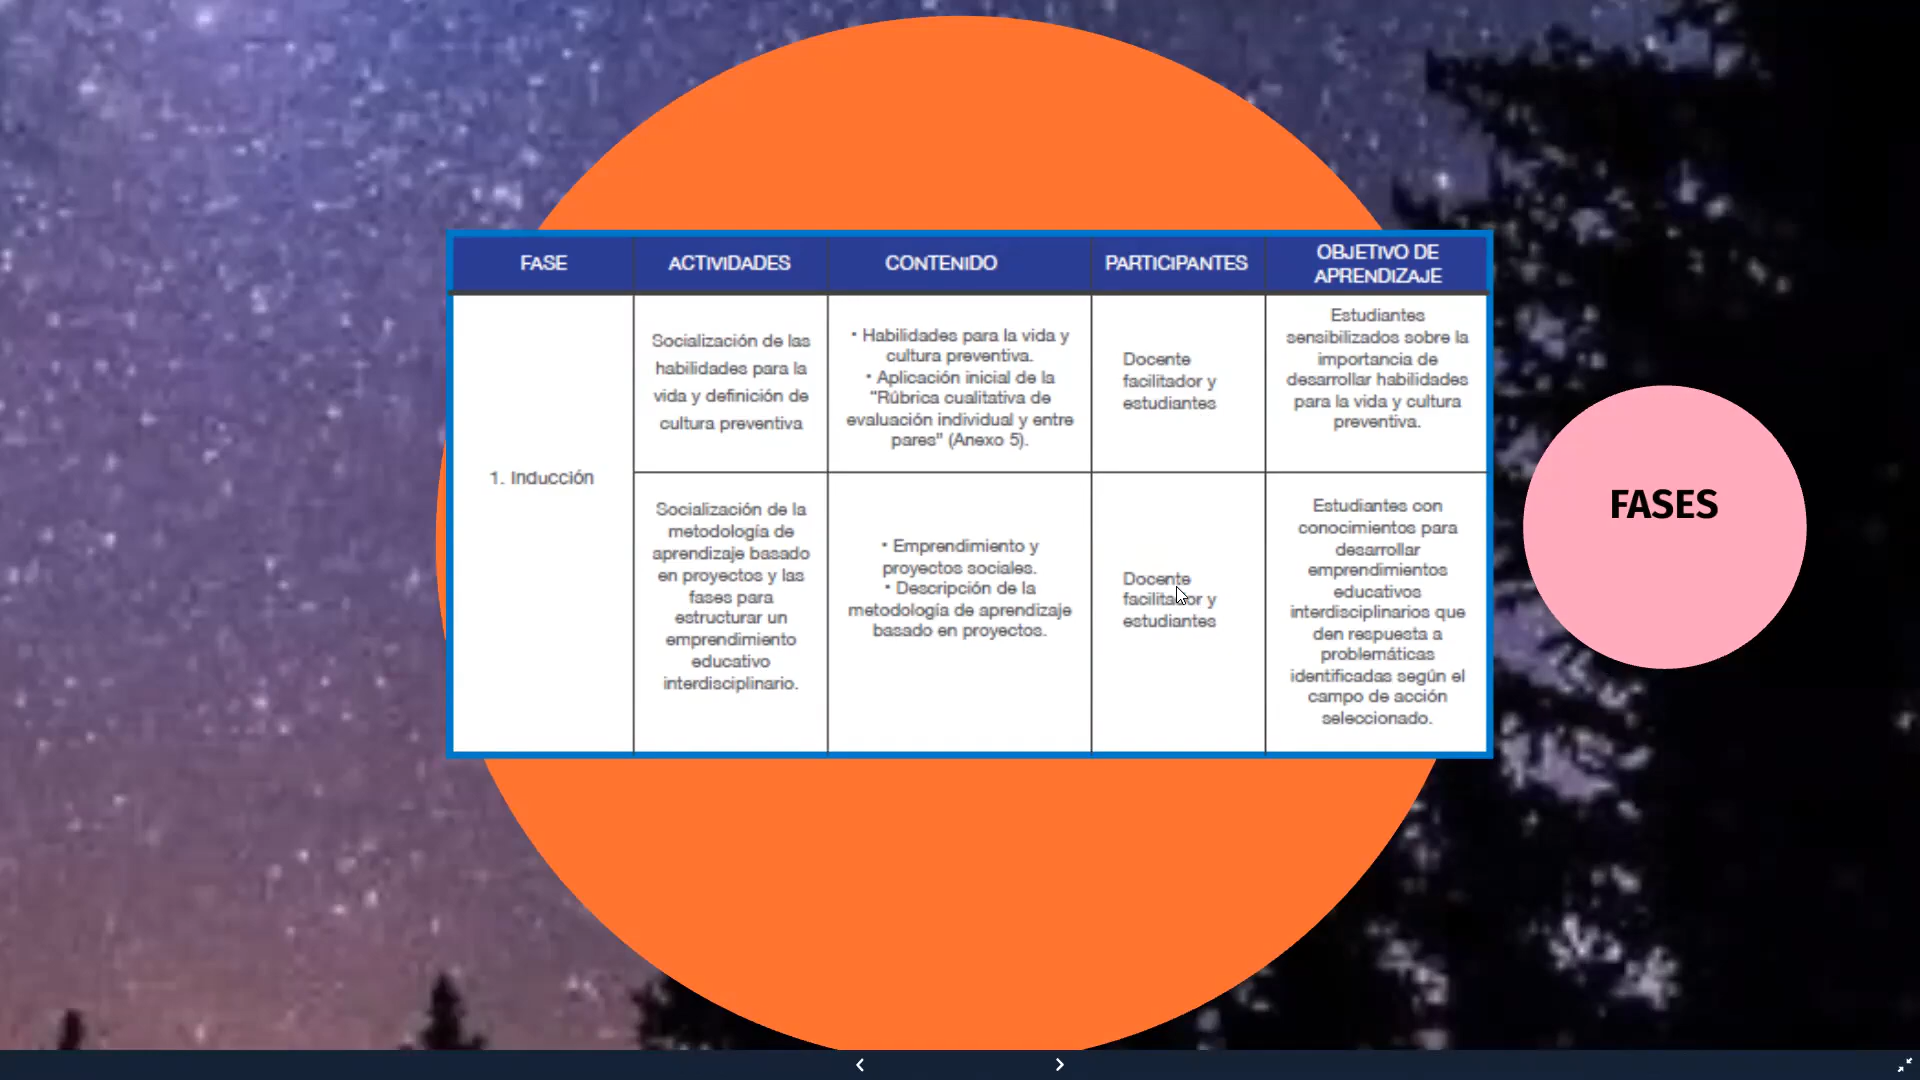 FASE
ACTIVIDADES
CONTENIDO
PARTICIPANTES
OBJETIVO DE
APRENDIZAJE
1. Inducción
Socialización de las
habilidades para la
vida y definición de
cultura preventiva
• Habilidades para la vida y
cultura preventiva.
• Aplicación inicial de la
"Rúbrica cualitativa de
evaluación individual y entre
pares" (Anexo 5).
Docente
facilitador y
estudiantes
Estudiantes
sensibilizados sobre la
importancia de
desarrollar habilidades
para la vida y cultura
preventiva.
Socialización de la
metodología de
aprendizaje basado
en proyectos y las
fases para
estructurar un
emprendimiento
educativo
interdisciplinario.
• Emprendimiento y
proyectos sociales.
• Descripción de la
metodología de aprendizaje
basado en proyectos.
Docente
facilitador y
estudiantes
Estudiantes con
conocimientos para
desarrollar
emprendimientos
educativos
interdisciplinarios que
den respuesta a
problemáticas
identificadas según el
campo de acción
seleccionado.
FASES